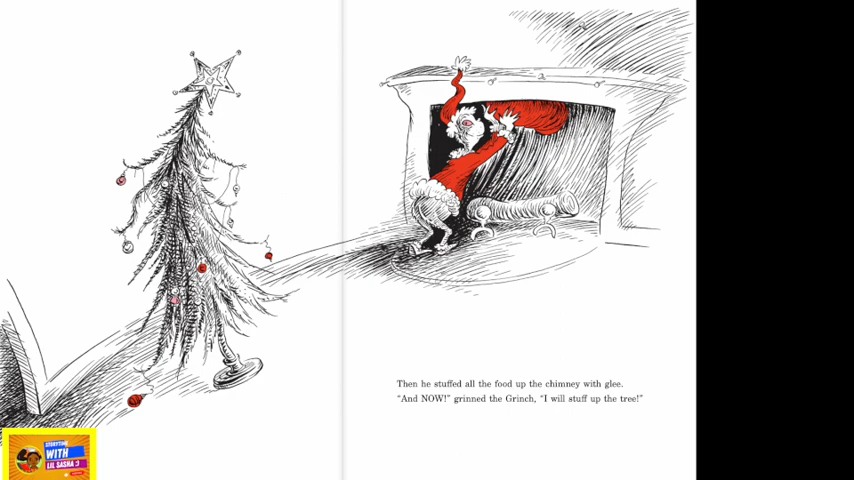 Then he stuffed all the food up the chimney with glee.
“And NOW!” grinned the Grinch, “I will stuff up the tree!”
STORYTIME
WITH
LIL SASHA :)